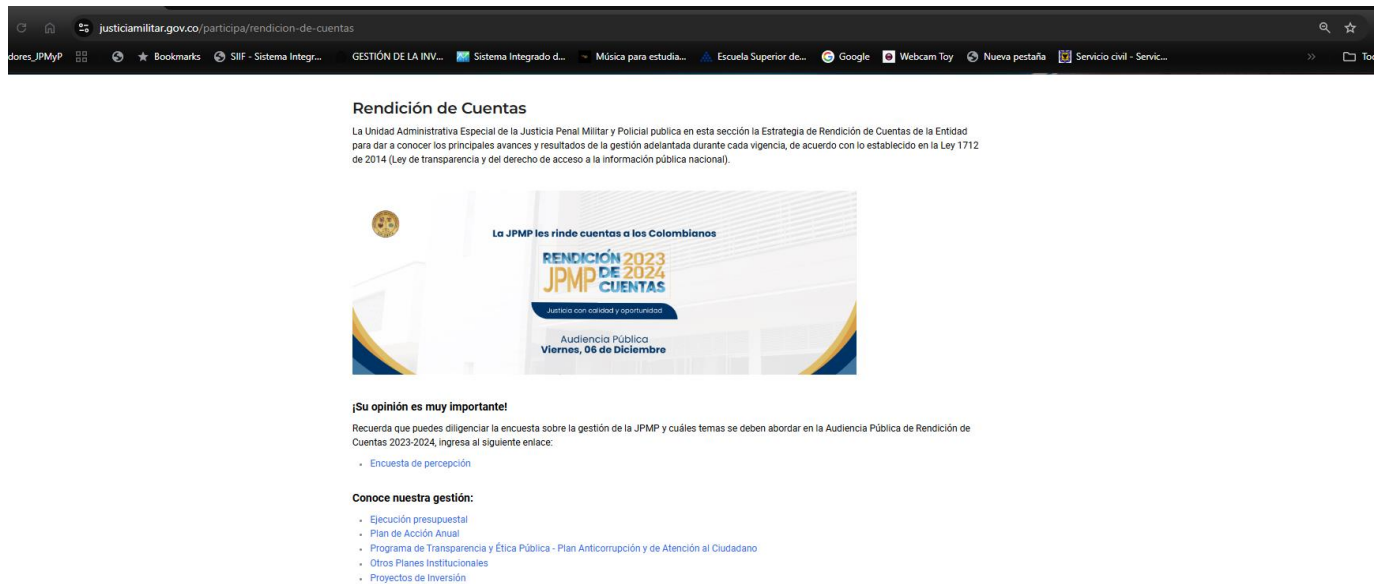 justiciamilitar.gov.co/participa/rendicion-de-cuentas
dores_JPMyP Bookmarks SIIF - Sistema Integr... GESTIÓN DE LA INV... Sistema Integrado d... Música para estudia... Escuela Superior de... Google Webcam Toy Nueva pestaña Servicio civil - Servic... » Too
Rendición de Cuentas
La Unidad Administrativa Especial de la Justicia Penal Militar y Policial publica en esta sección la Estrategia de Rendición de Cuentas de la Entidad
para dar a conocer los principales avances y resultados de la gestión adelantada durante cada vigencia, de acuerdo con lo establecido en la Ley 1712
de 2014 (Ley de transparencia y del derecho de acceso a la información pública nacional).
La JPMP les rinde cuentas a los Colombianos
RENDICIÓN 2023
JPMP DE 2024
CUENTAS
Justicia con calidad y oportunidad
Audiencia Pública
Viernes, 06 de Diciembre
¡Su opinión es muy importante!
Recuerda que puedes diligenciar la encuesta sobre la gestión de la JPMP y cuáles temas se deben abordar en la Audiencia Pública de Rendición de
Cuentas 2023-2024, ingresa al siguiente enlace:
Encuesta de percepción
Conoce nuestra gestión:
Ejecución presupuestal
Plan de Acción Anual
Programa de Transparencia y Ética Pública - Plan Anticorrupción y de Atención al Ciudadano
Otros Planes Institucionales
Proyectos de Inversión